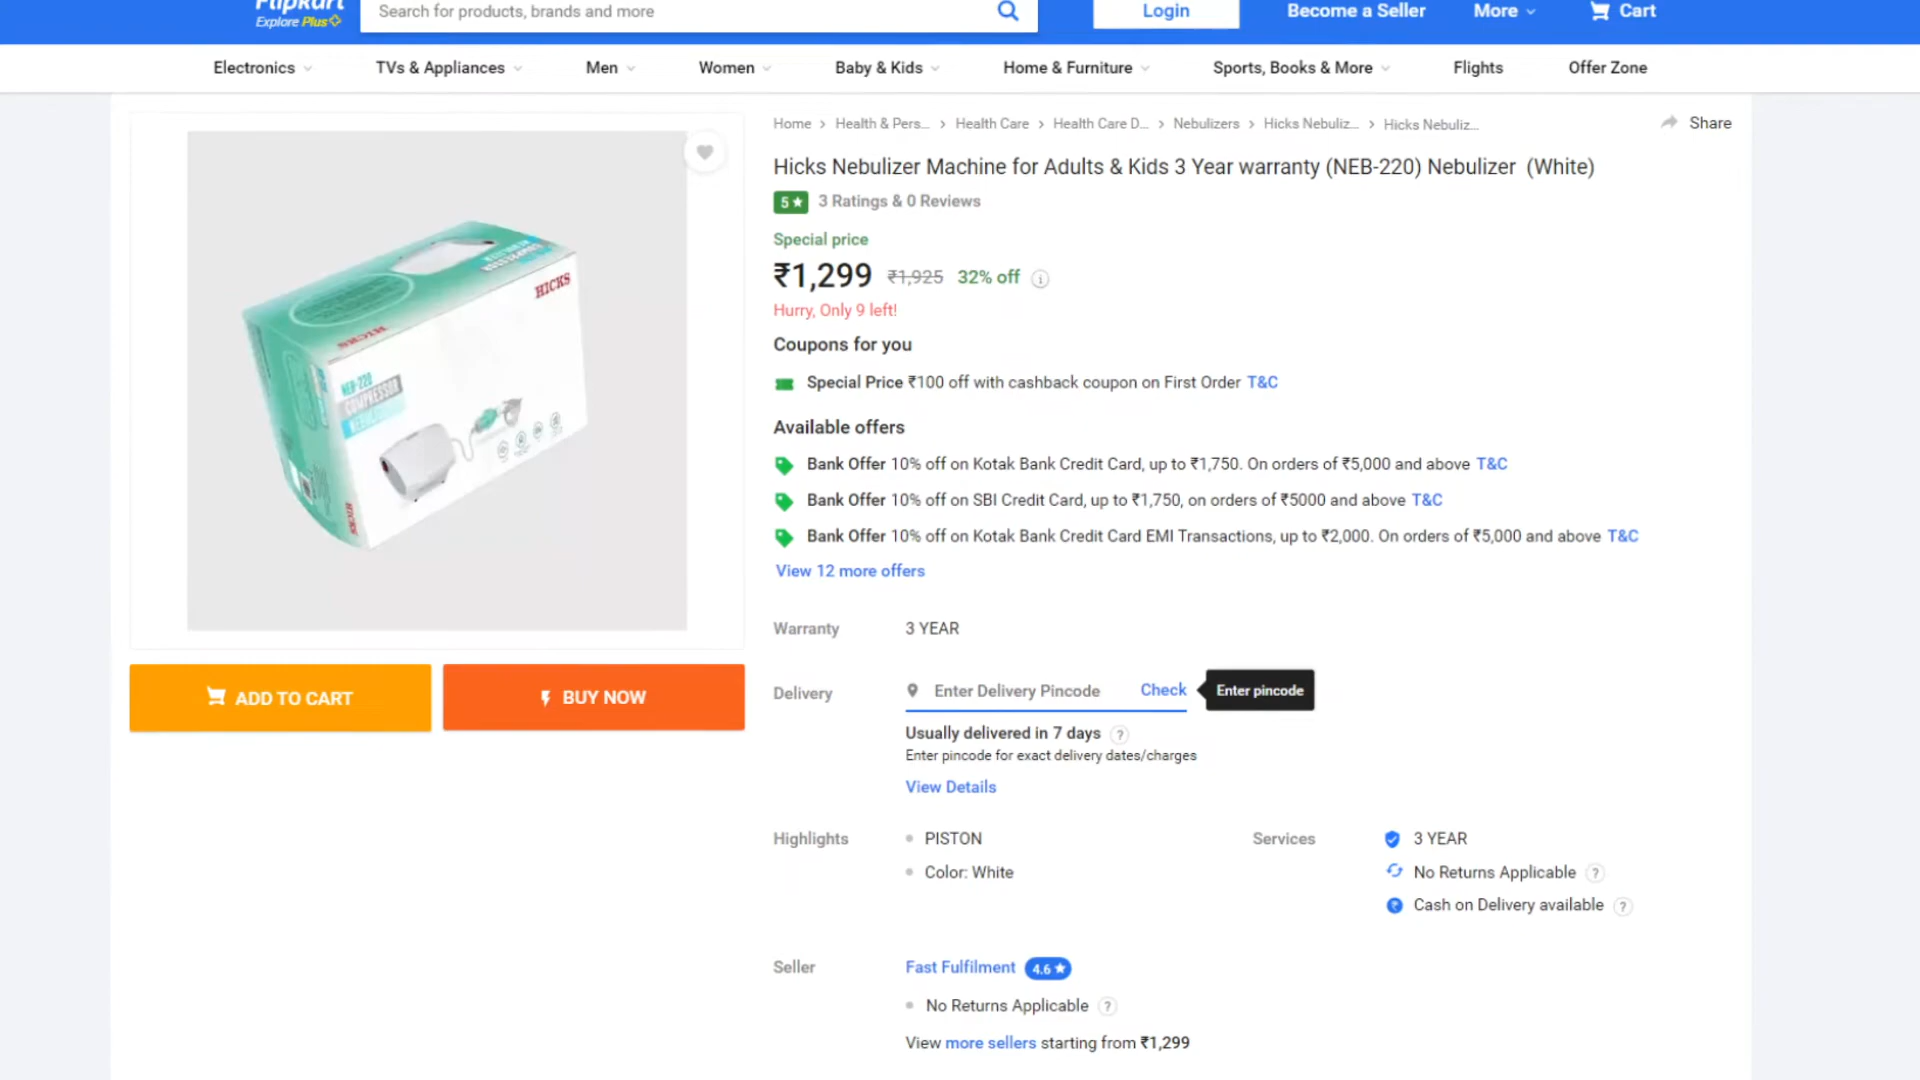 Flipkart
Explore Plus
Search for products, brands and more
Login
Become a Seller
More
Cart
Electronics
TVs & Appliances
Men
Women
Baby & Kids
Home & Furniture
Sports, Books & More
Flights
Offer Zone
Home
Health & Pers...
Health Care
Health Care D...
Nebulizers
Hicks Nebuliz...
Hicks Nebuliz...
Share
Hicks Nebulizer Machine for Adults & Kids 3 Year warranty (NEB-220) Nebulizer (White)
5 ★ 3 Ratings & 0 Reviews
Special price
₹1,299 ₹1,925 32% off
Hurry, Only 9 left!
Coupons for you
Special Price ₹100 off with cashback coupon on First Order T&C
Available offers
Bank Offer 10% off on Kotak Bank Credit Card, up to ₹1,750. On orders of ₹5,000 and above T&C
Bank Offer 10% off on SBI Credit Card, up to ₹1,750, on orders of ₹5000 and above T&C
Bank Offer 10% off on Kotak Bank Credit Card EMI Transactions, up to ₹2,000. On orders of ₹5,000 and above T&C
View 12 more offers
HICKS
HICKS
NEB-220
COMPRESSOR
HICKS
ADD TO CART
BUY NOW
Warranty
3 YEAR
Delivery
Enter Delivery Pincode
Check
Enter pincode
Usually delivered in 7 days ?
Enter pincode for exact delivery dates/charges
View Details
Highlights
PISTON
Color: White
Services
3 YEAR
No Returns Applicable ?
Cash on Delivery available ?
Seller
Fast Fulfilment 4.6 ★
No Returns Applicable ?
View more sellers starting from ₹1,299